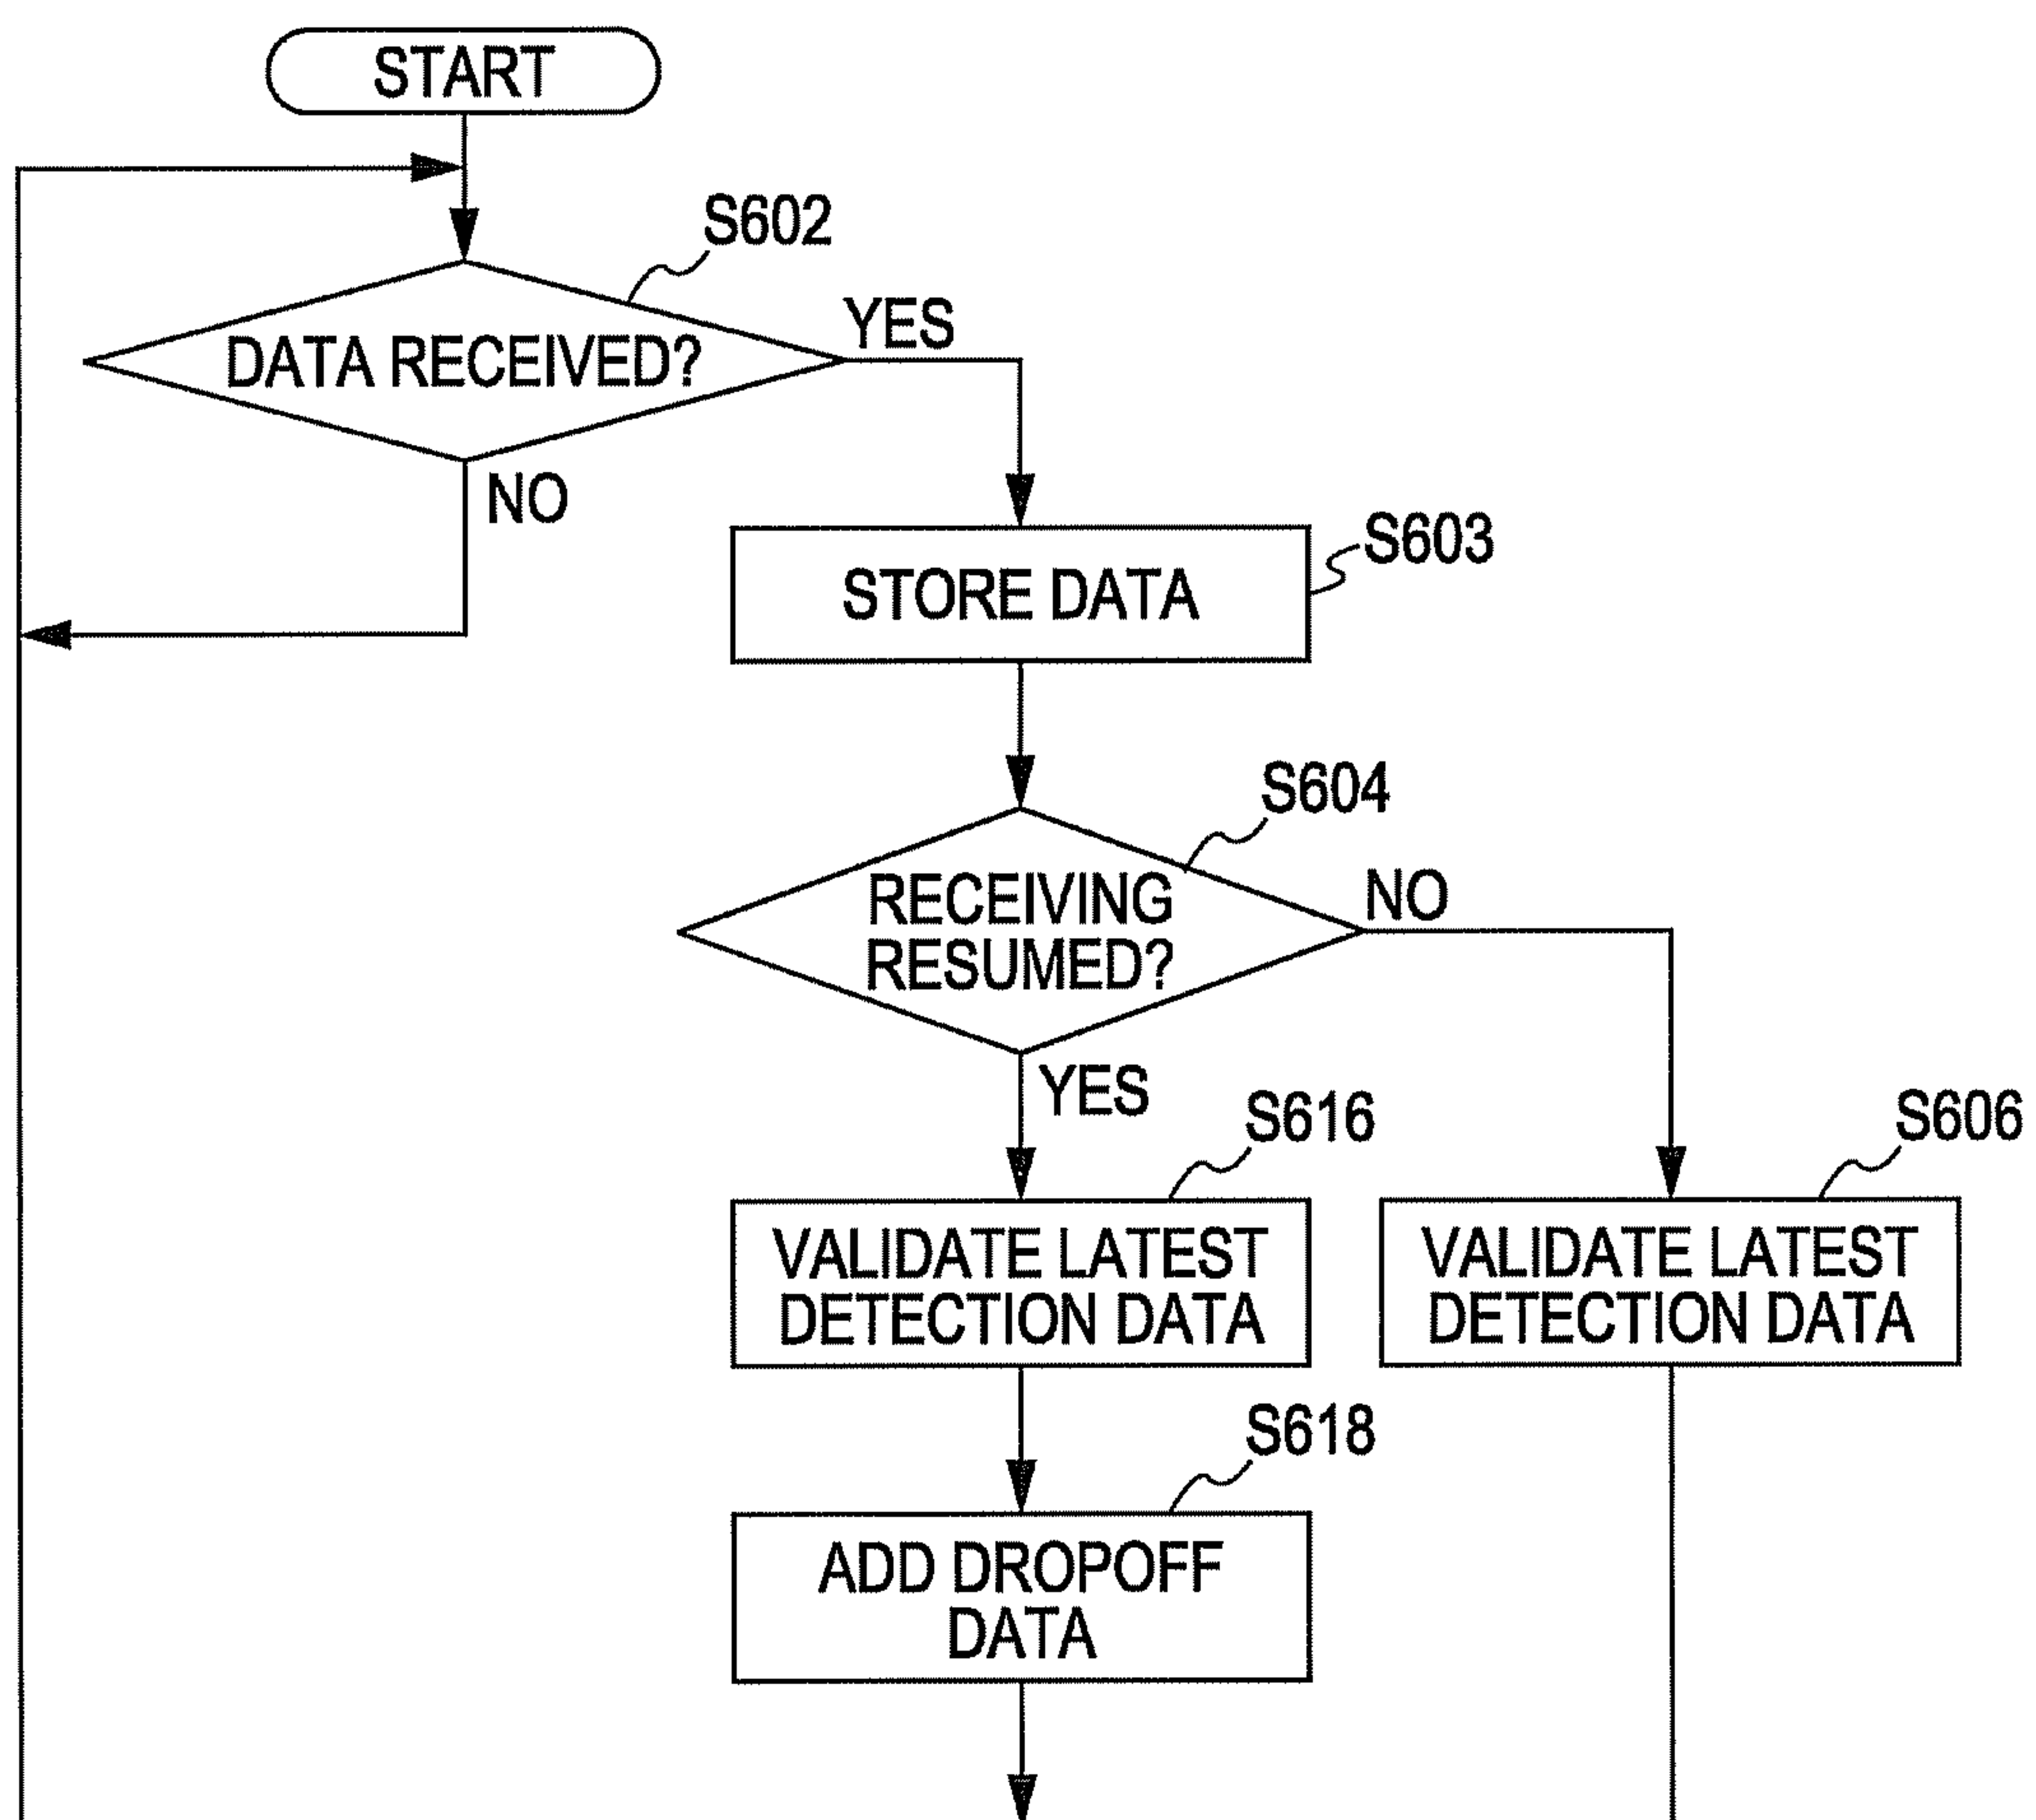 START
S602
DATA RECEIVED?
YES
NO
S603
STORE DATA
S604
RECEIVING
RESUMED?
NO
YES
S616
VALIDATE LATEST
DETECTION DATA
S606
VALIDATE LATEST
DETECTION DATA
S618
ADD DROPOFF
DATA